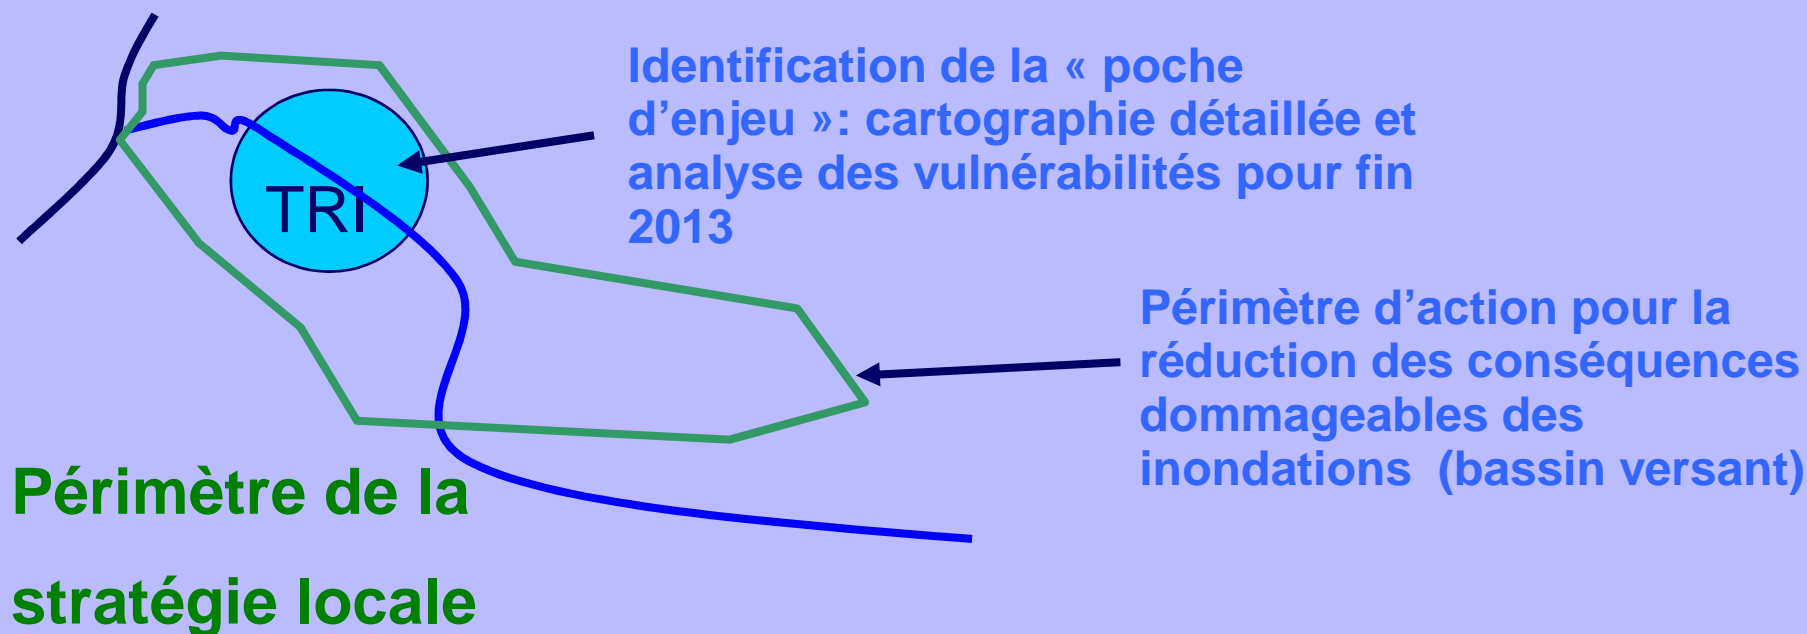 Identification de la « poche
d’enjeu »: cartographie détaillée et
analyse des vulnérabilités pour fin
2013
TRI
Périmètre d’action pour la
réduction des conséquences
dommageables des
inondations  (bassin versant)
Périmètre de la
stratégie locale